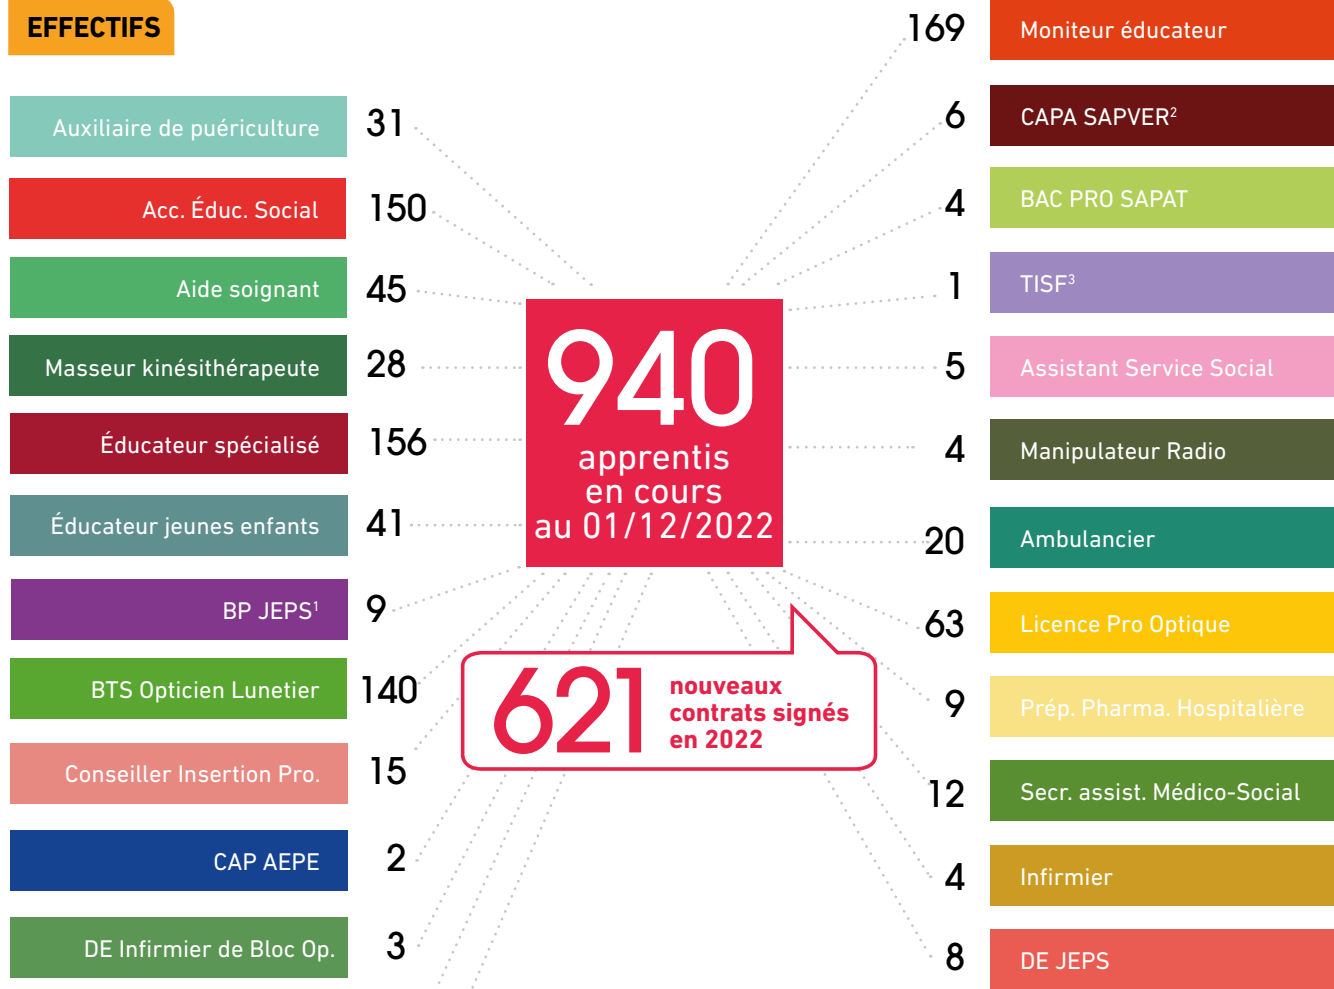 EFFECTIFS
Auxiliaire de puériculture 31
Acc. Éduc. Social 150
Aide soignant 45
Masseur kinésithérapeute 28
Éducateur spécialisé 156
Éducateur jeunes enfants 41
BP JEPS¹ 9
BTS Opticien Lunetier 140
Conseiller Insertion Pro. 15
CAP AEPE 2
DE Infirmier de Bloc Op. 3
940
apprentis
en cours
au 01/12/2022
621
nouveaux
contrats signés
en 2022
169 Moniteur éducateur
6 CAPA SAPVER²
4 BAC PRO SAPAT
1 TISF³
5 Assistant Service Social
4 Manipulateur Radio
20 Ambulancier
63 Licence Pro Optique
9 Prép. Pharma. Hospitalière
12 Secr. assist. Médico-Social
4 Infirmier
8 DE JEPS